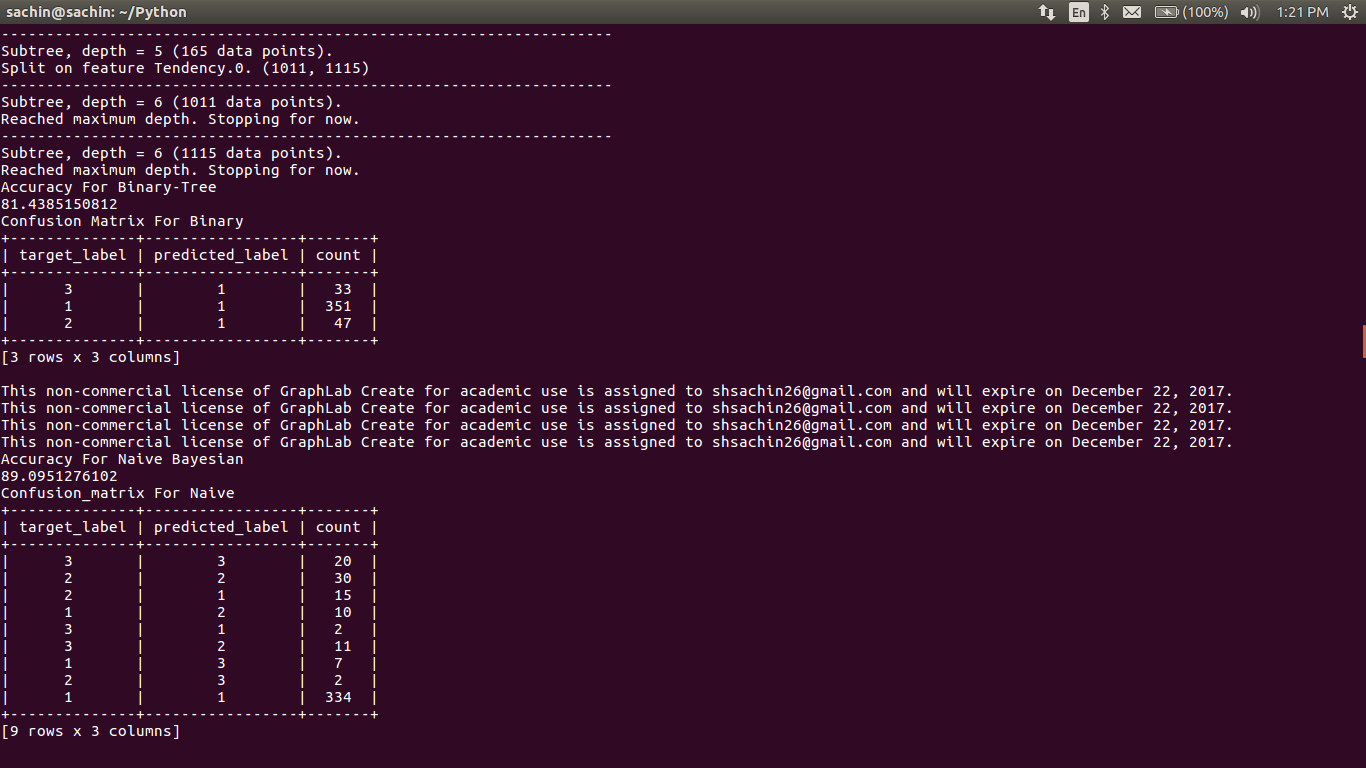 sachin@sachin: ~/Python
En
(100%)
1:21 PM
--------------------------------------------------------------------
Subtree, depth = 5 (165 data points).
Split on feature Tendency.0. (1011, 1115)
--------------------------------------------------------------------
Subtree, depth = 6 (1011 data points).
Reached maximum depth. Stopping for now.
--------------------------------------------------------------------
Subtree, depth = 6 (1115 data points).
Reached maximum depth. Stopping for now.
Accuracy For Binary-Tree
81.4385150812
Confusion Matrix For Binary
+--------------+-----------------+-------+
| target_label | predicted_label | count |
+--------------+-----------------+-------+
|      3       |        1        |   33  |
|      1       |        1        |  351  |
|      2       |        1        |   47  |
+--------------+-----------------+-------+
[3 rows x 3 columns]

This non-commercial license of GraphLab Create for academic use is assigned to shsachin26@gmail.com and will expire on December 22, 2017.
This non-commercial license of GraphLab Create for academic use is assigned to shsachin26@gmail.com and will expire on December 22, 2017.
This non-commercial license of GraphLab Create for academic use is assigned to shsachin26@gmail.com and will expire on December 22, 2017.
This non-commercial license of GraphLab Create for academic use is assigned to shsachin26@gmail.com and will expire on December 22, 2017.
Accuracy For Naive Bayesian
89.0951276102
Confusion_matrix For Naive
+--------------+-----------------+-------+
| target_label | predicted_label | count |
+--------------+-----------------+-------+
|      3       |        3        |   20  |
|      2       |        2        |   30  |
|      2       |        1        |   15  |
|      1       |        2        |   10  |
|      3       |        1        |   2   |
|      3       |        2        |   11  |
|      1       |        3        |   7   |
|      2       |        3        |   2   |
|      1       |        1        |  334  |
+--------------+-----------------+-------+
[9 rows x 3 columns]